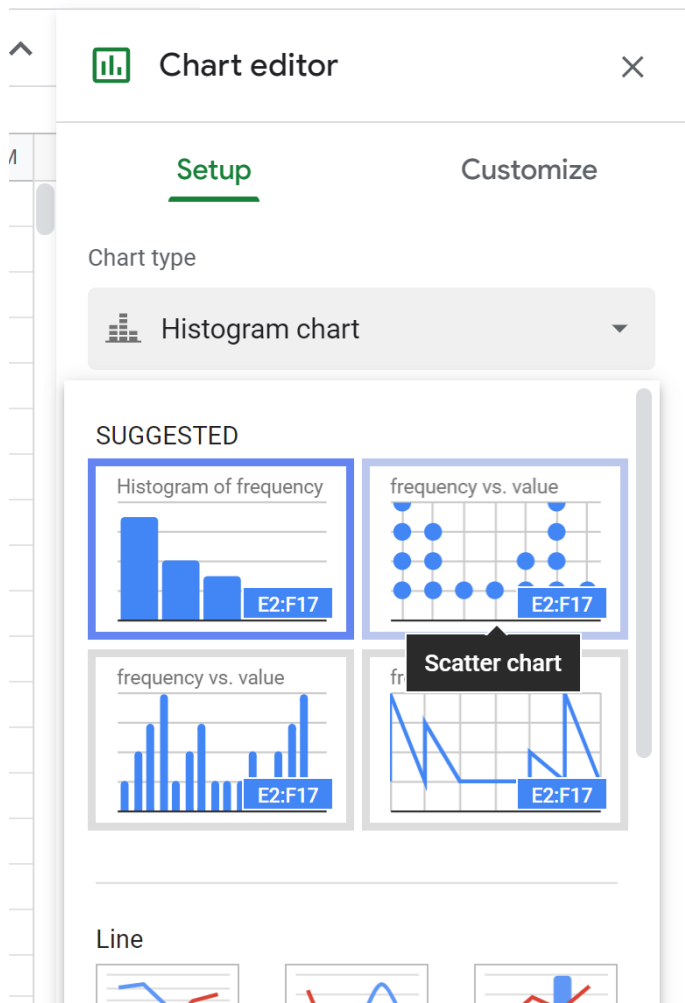 Chart editor
M
Setup Customize
Chart type
Histogram chart
SUGGESTED
Histogram of frequency
E2:F17
frequency vs. value
E2:F17
Scatter chart
frequency vs. value
E2:F17
E2:F17
Line